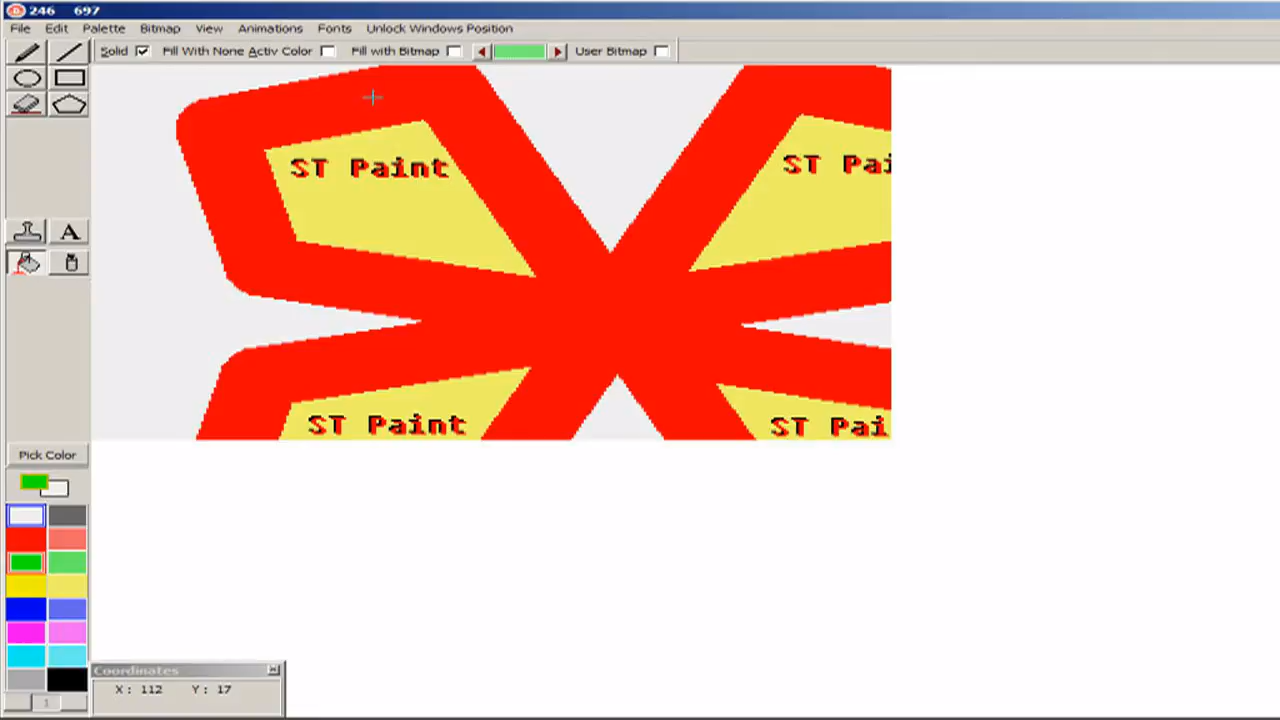 246 697
File Edit Palette Bitmap View Animations Fonts Unlock Windows Position
Solid Fill With None Activ Color Fill with Bitmap User Bitmap
ST Paint
ST Pai
A
ST Paint
ST Pai
Pick Color
Coordinates
X: 112 Y: 17
1